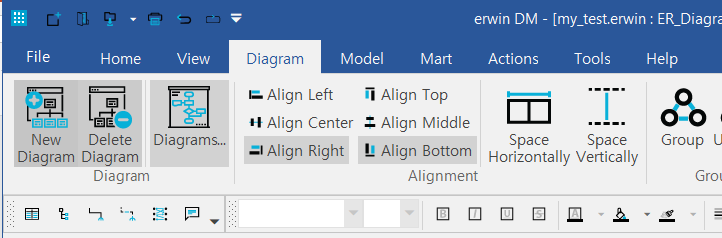 erwin DM - [my_test.erwin : ER_Diagra
File Home View Diagram Model Mart Actions Tools H
Align Left Align Top
Align Center Align Middle
Align Right Align Bottom
New Diagram
Delete Diagram
Diagrams...
Space Horizontally
Space Vertically
Group
Diagram Alignment Grou
B I U S A